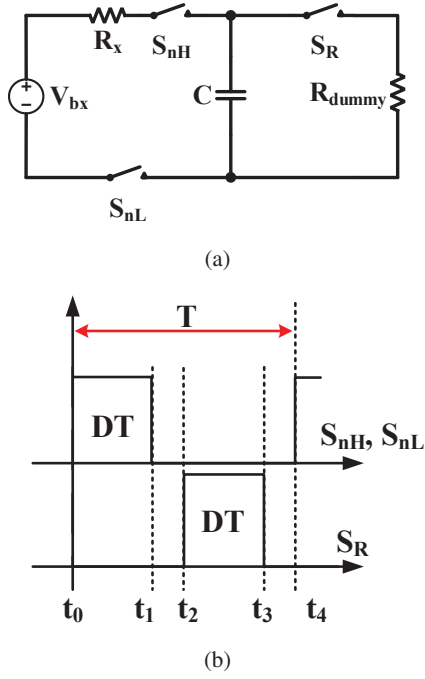 Rx SnH SR
+
−
Vbx C Rdummy
SnL
(a)
T
DT
SnH, SnL
DT
SR
t0 t1 t2 t3 t4
(b)